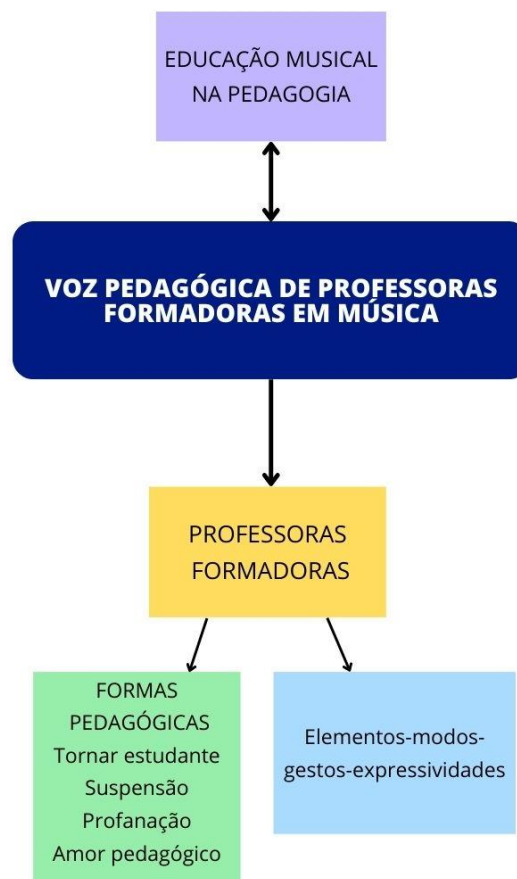 EDUCAÇÃO MUSICAL
NA PEDAGOGIA
VOZ PEDAGÓGICA DE PROFESSORAS
FORMADORAS EM MÚSICA
PROFESSORAS
FORMADORAS
FORMAS
PEDAGÓGICAS
Tornar estudante
Suspensão
Profanação
Amor pedagógico
Elementos-modos-
gestos-expressividades